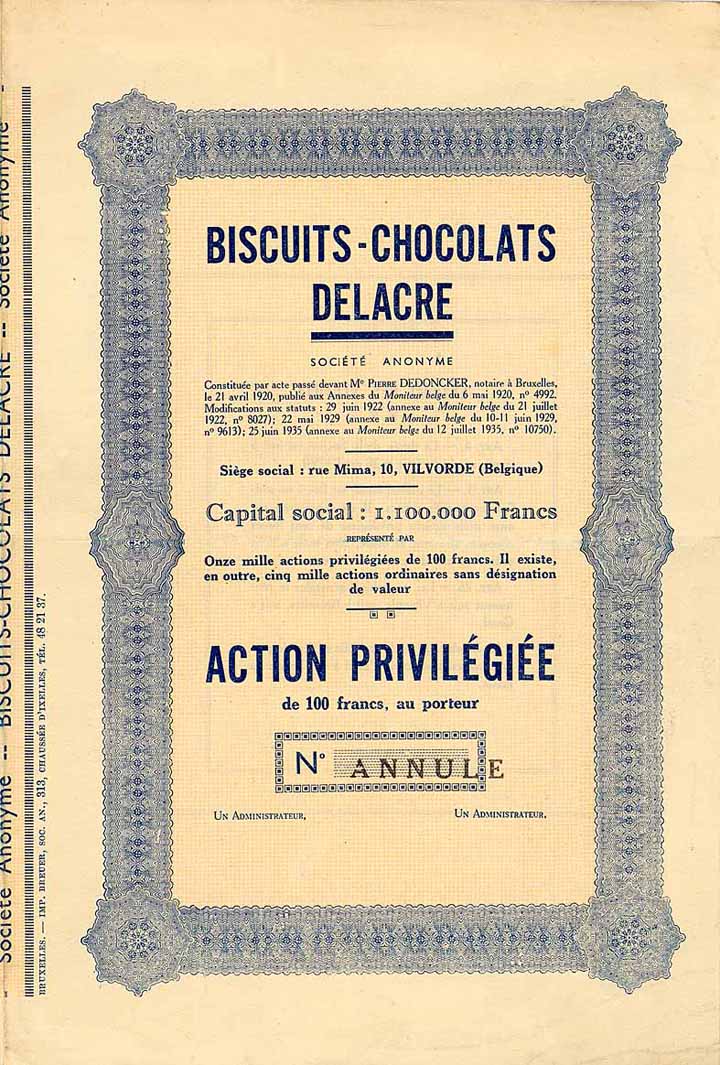 BISCUITS-CHOCOLATS
DELACRE
SOCIÉTÉ ANONYME
Constituée par acte passé devant Me PIERRE DEDONCKER, notaire à Bruxelles,
le 21 avril 1920, publié aux Annexes du Moniteur belge du 6 mai 1920, no 4992.
Modifications aux statuts : 29 juin 1922 (annexe au Moniteur belge du 21 juillet
1922, no 8027); 22 mai 1929 (annexe au Moniteur belge du 10-11 juin 1929,
no 9613); 25 juin 1935 (annexe au Moniteur belge du 12 juillet 1935, no 10750).
Siège social : rue Mima, 10, VILVORDE (Belgique)
Capital social : 1.100.000 Francs
REPRÉSENTÉ PAR
Onze mille actions privilégiées de 100 francs. Il existe,
en outre, cinq mille actions ordinaires sans désignation
de valeur
ACTION PRIVILÉGIÉE
de 100 francs, au porteur
No ANNULE
UN ADMINISTRATEUR,
UN ADMINISTRATEUR,
Société Anonyme -- BISCUITS-CHOCOLATS DELACRE -- Société Anonyme -
BRUXELLES. — IMP. DREUER, SOC. AN., 313, CHAUSSÉE D'IXELLES, TÉL. 48 21 37.